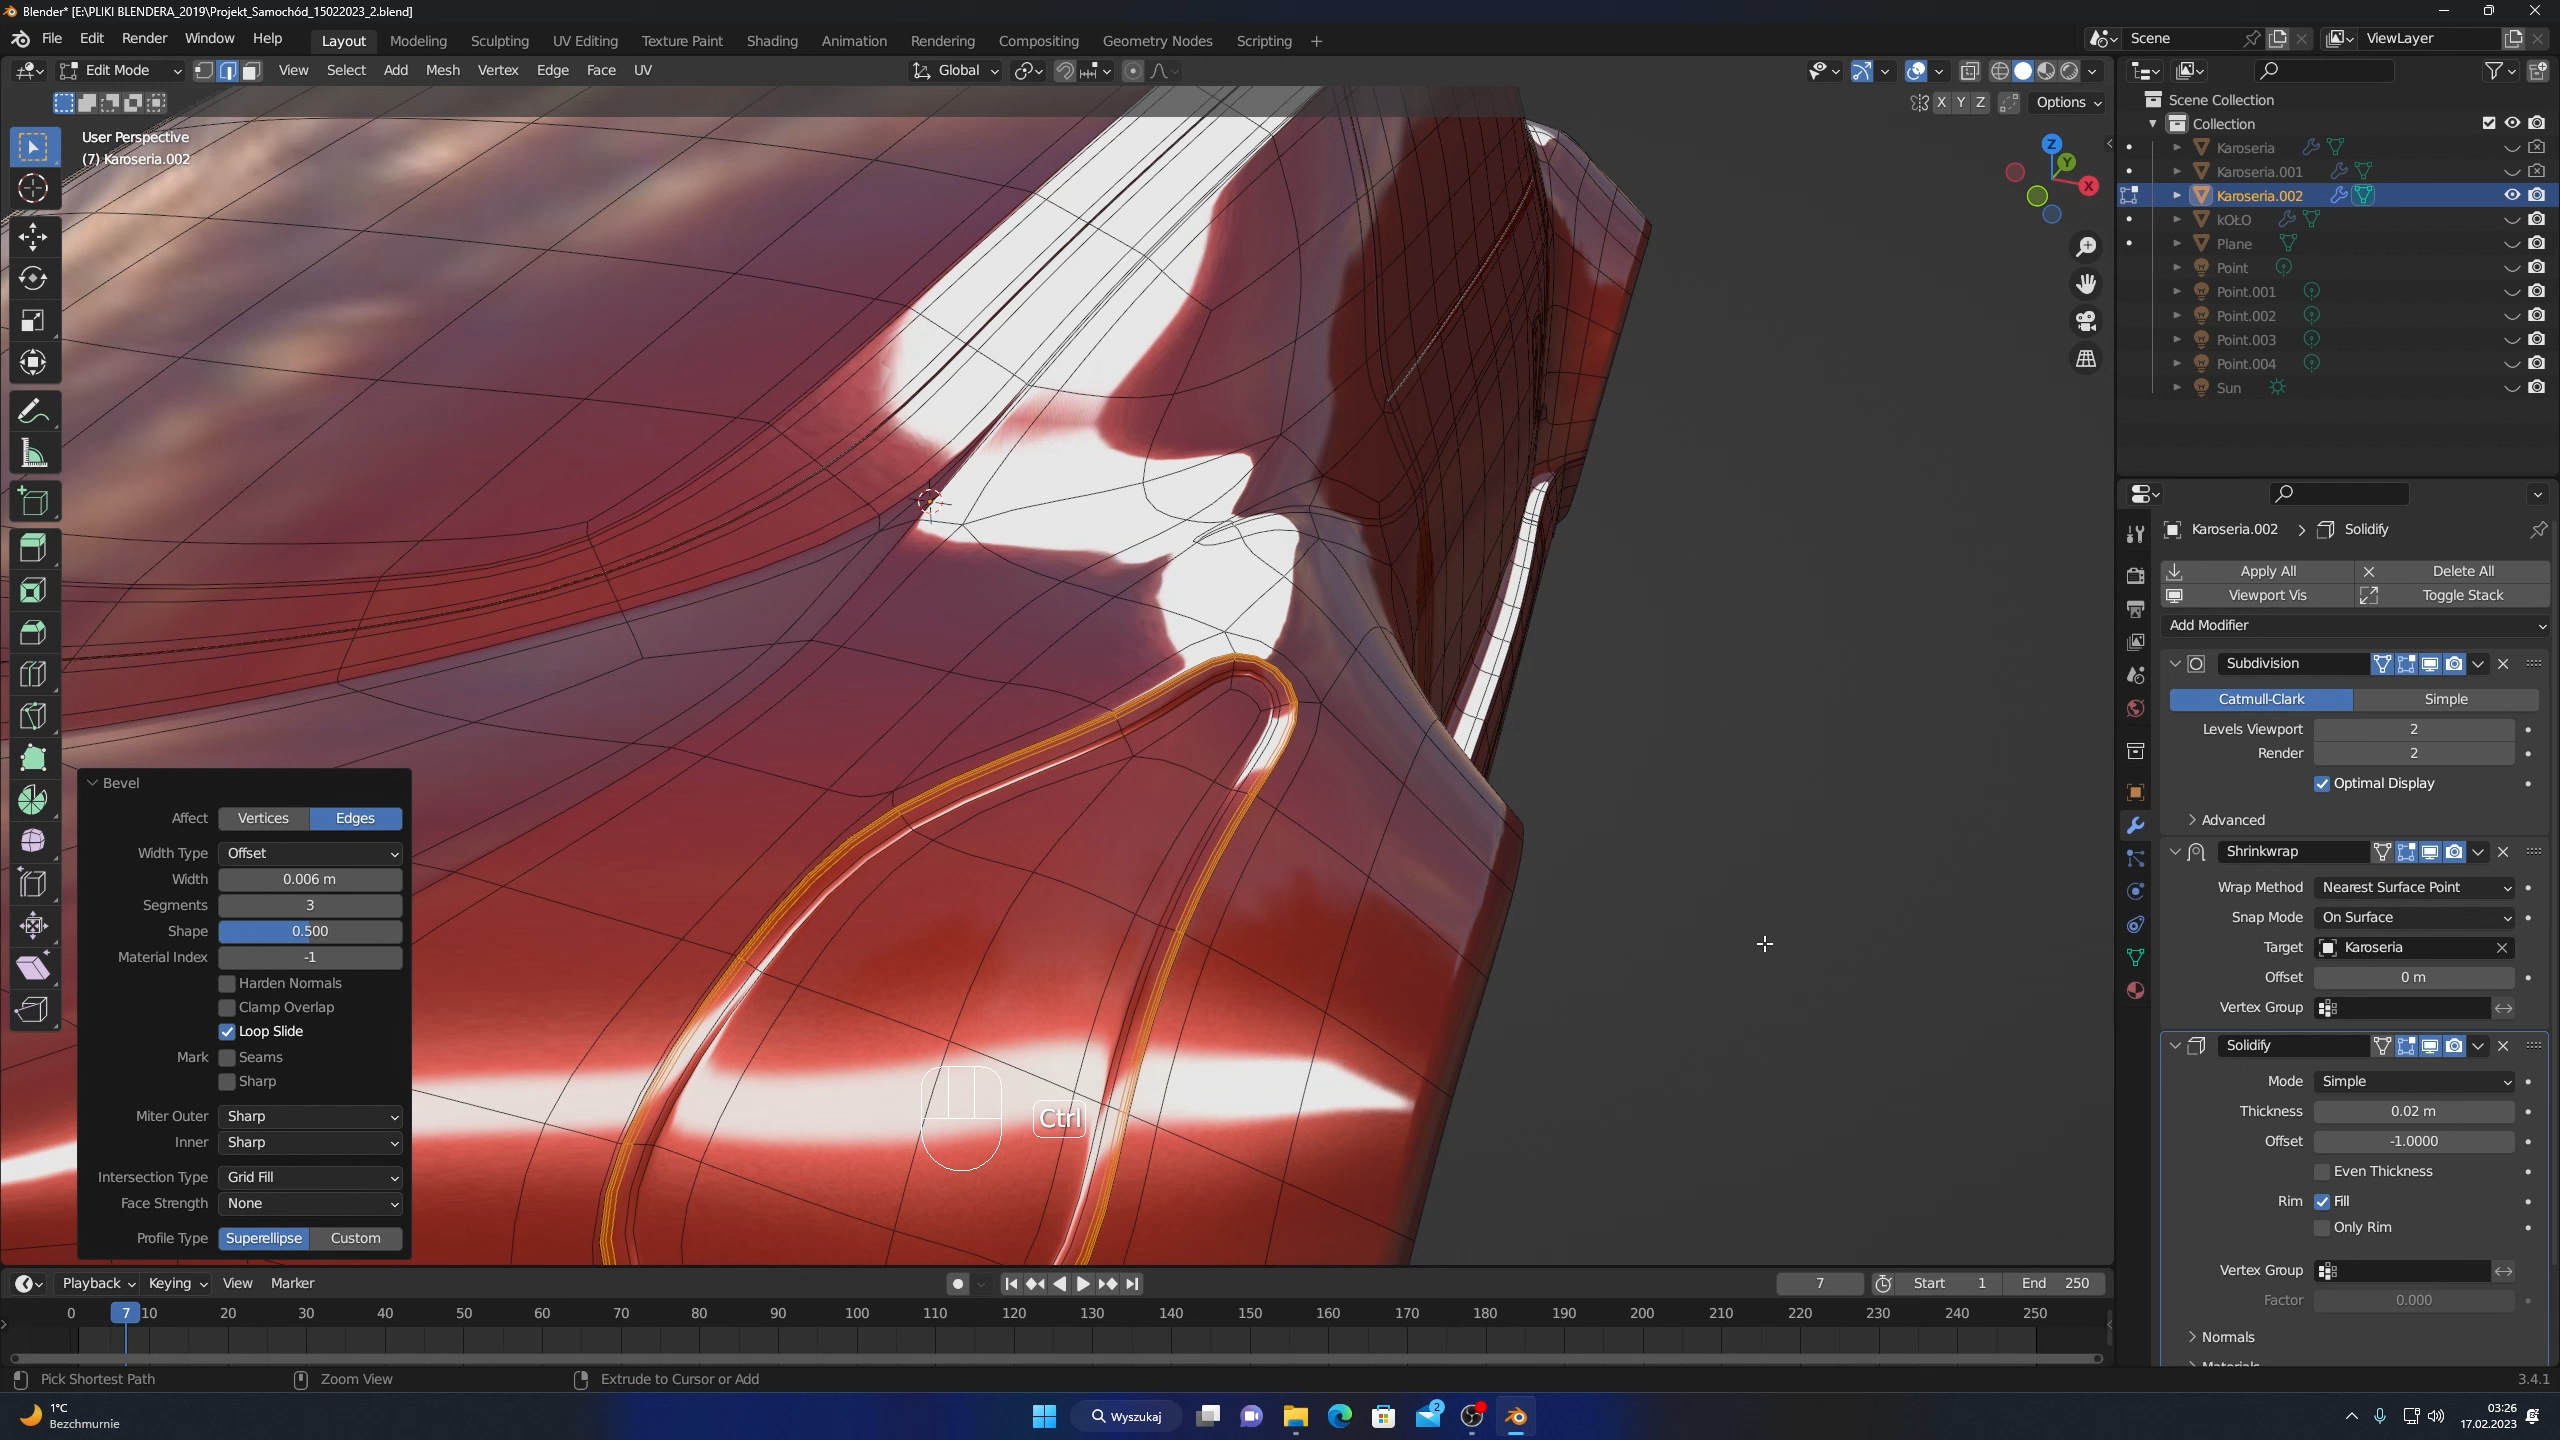 Blender* [E:\PLIKI BLENDERA_2019\Projekt_Samochód_15022023_2.blend]
File Edit Render Window Help Layout Modeling Sculpting UV Editing Texture Paint Shading Animation Rendering Compositing Geometry Nodes Scripting + Scene ViewLayer
Edit Mode View Select Add Mesh Vertex Edge Face UV Global
X Y Z Options
User Perspective
(7) Karoseria.002
Z
Y
X
Scene Collection
Collection
Karoseria
Karoseria.001
Karoseria.002
kOŁO
Plane
Point
Point.001
Point.002
Point.003
Point.004
Sun
Karoseria.002 > Solidify
Apply All Delete All
Viewport Vis Toggle Stack
Add Modifier
Subdivision
Catmull-Clark Simple
Levels Viewport 2
Render 2
Optimal Display
Advanced
Shrinkwrap
Wrap Method Nearest Surface Point
Snap Mode On Surface
Target Karoseria
Offset 0 m
Vertex Group
Solidify
Mode Simple
Thickness 0.02 m
Offset -1.0000
Even Thickness
Rim Fill
Only Rim
Vertex Group
Factor 0.000
Normals
Materials
Bevel
Affect Vertices Edges
Width Type Offset
Width 0.006 m
Segments 3
Shape 0.500
Material Index -1
Harden Normals
Clamp Overlap
Loop Slide
Mark Seams
Sharp
Miter Outer Sharp
Inner Sharp
Intersection Type Grid Fill
Face Strength None
Profile Type Superellipse Custom
Ctrl
Playback Keying View Marker 7 Start 1 End 250
0 7 10 20 30 40 50 60 70 80 90 100 110 120 130 140 150 160 170 180 190 200 210 220 230 240 250
Pick Shortest Path Zoom View Extrude to Cursor or Add 3.4.1
1°C
Bezchmurnie
Wyszukaj
2
03:26
17.02.2023